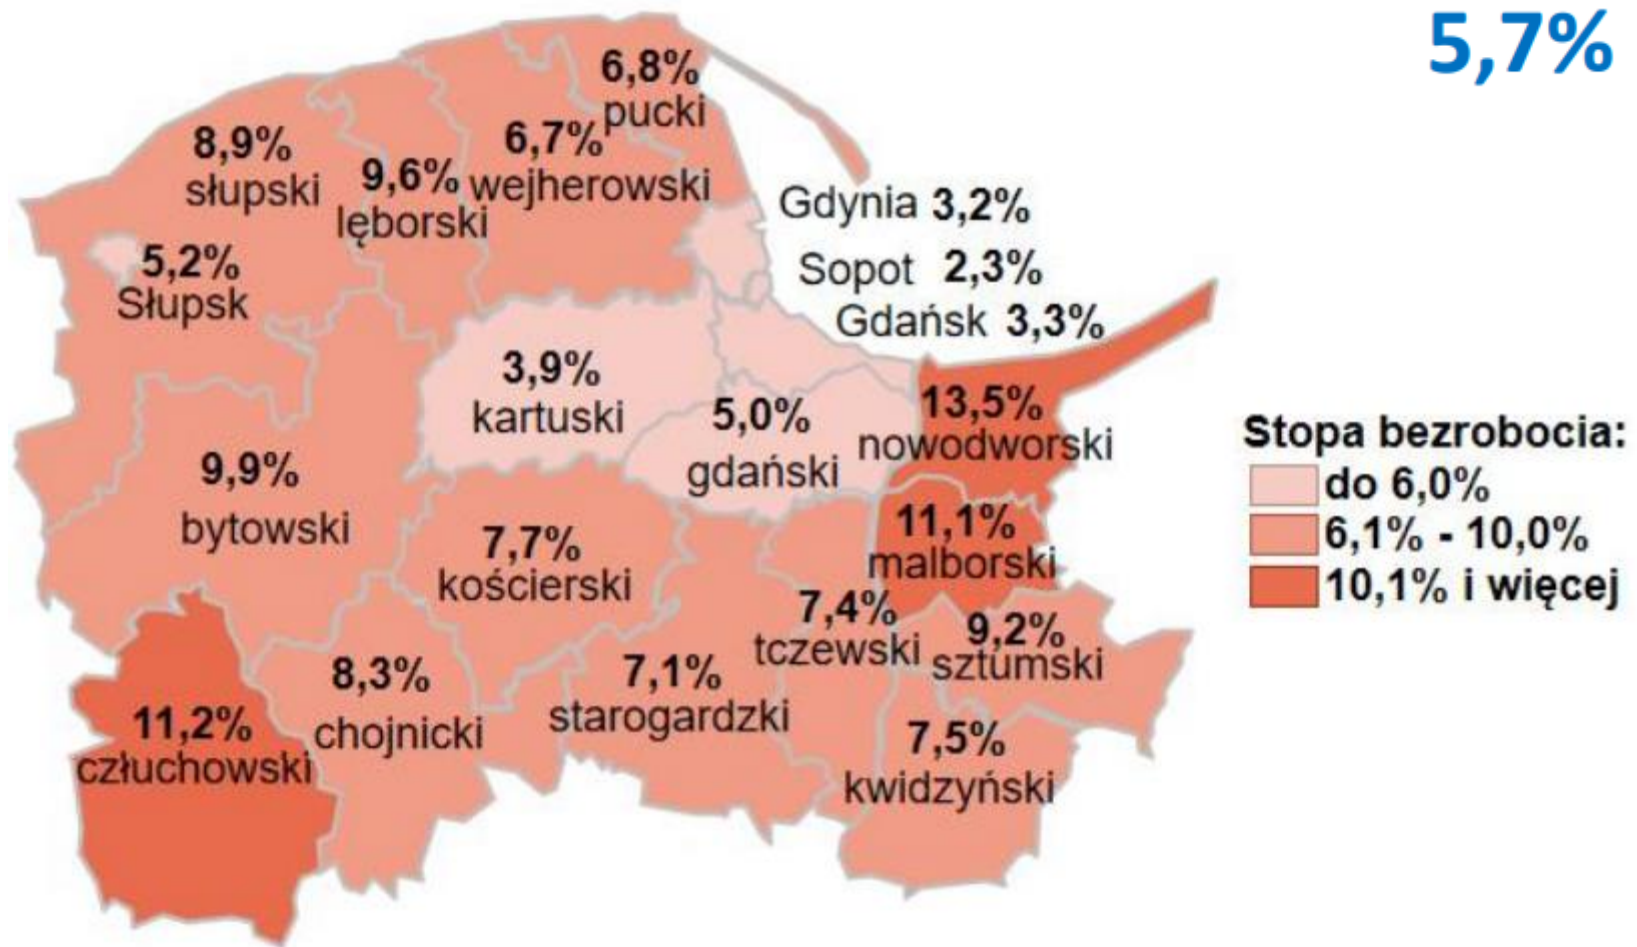 5,7%
6,8%
pucki
8,9%
słupski
9,6%
lęborski
6,7%
wejherowski
Gdynia 3,2%
Sopot 2,3%
Gdańsk 3,3%
5,2%
Słupsk
3,9%
kartuski
5,0%
gdański
13,5%
nowodworski
9,9%
bytowski
7,7%
kościerski
11,1%
malborski
7,4%
tczewski
9,2%
sztumski
8,3%
chojnicki
7,1%
starogardzki
11,2%
człuchowski
7,5%
kwidzyński
Stopa bezrobocia:
do 6,0%
6,1% - 10,0%
10,1% i więcej